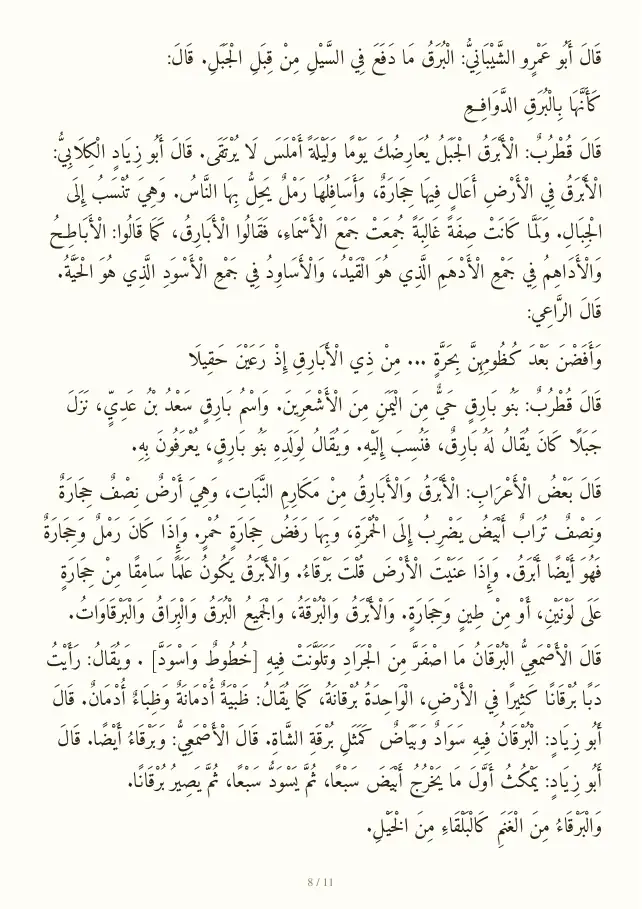 قَالَ أَبُو عَمْرٍو الشَّيْبَانِيُّ: الْبُرَقُ مَا دَفَعَ فِي السَّيْلِ مِنْ قِبَلِ الْجَبَلِ. قَالَ:
كَأَنَّهَا بِالْبُرَقِ الدَّوَافِعِ
قَالَ قُطْرُبٌ: الْأَبْرَقُ الْجَبَلُ يُعَارِضُكَ يَوْمًا وَلَيْلَةً أَمْلَسَ لَا يُرْتَقَى. قَالَ أَبُو زِيَادٍ الْكِلَابِيُّ:
الْأَبْرَقُ فِي الْأَرْضِ أَعَالٍ فِيهَا حِجَارَةٌ، وَأَسَافِلُهَا رَمْلٌ يَحِلُّ بِهَا النَّاسُ. وَهِيَ تُنْسَبُ إِلَى
الْجِبَالِ. وَلَمَّا كَانَتْ صِفَةً غَالِبَةً جُمِعَتْ جَمْعَ الْأَسْمَاءِ، فَقَالُوا الْأَبَارِقُ، كَمَا قَالُوا: الْأَبَاطِحُ
وَالْأَدَاهِمُ فِي جَمْعِ الْأَدْهَمِ الَّذِي هُوَ الْقَيْدُ، وَالْأَسَاوِدُ فِي جَمْعِ الْأَسْوَدِ الَّذِي هُوَ الْحَيَّةُ.
قَالَ الرَّاعِي:
وَأَفَضْنَ بَعْدَ كُظُومِهِنَّ بِحَرَّةٍ ... مِنْ ذِي الْأَبَارِقِ إِذْ رَعَيْنَ حَقِيلَا
قَالَ قُطْرُبٌ: بَنُو بَارِقٍ حَيٌّ مِنَ الْيَمَنِ مِنَ الْأَشْعَرِينَ. وَاسْمُ بَارِقٍ سَعْدُ بْنُ عَدِيٍّ، نَزَلَ
جَبَلًا كَانَ يُقَالُ لَهُ بَارِقٌ، فَنُسِبَ إِلَيْهِ. وَيُقَالُ لِوَلَدِهِ بَنُو بَارِقٍ، يُعْرَفُونَ بِهِ.
قَالَ بَعْضُ الْأَعْرَابِ: الْأَبْرَقُ وَالْأَبَارِقُ مِنْ مَكَارِمِ النَّبَاتِ، وَهِيَ أَرْضٌ نِصْفٌ حِجَارَةٌ
وَنِصْفٌ تُرَابٌ أَبْيَضُ يَضْرِبُ إِلَى الْحُمْرَةِ، وَبِهَا رَفَضُ حِجَارَةٍ حُمْرٍ. وَإِذَا كَانَ رَمْلٌ وَحِجَارَةٌ
فَهُوَ أَيْضًا أَبْرَقُ. وَإِذَا عَنَيْتَ الْأَرْضَ قُلْتَ بَرْقَاءُ. وَالْأَبْرَقُ يَكُونُ عَلَمًا سَامِقًا مِنْ حِجَارَةٍ
عَلَى لَوْنَيْنِ، أَوْ مِنْ طِينٍ وَحِجَارَةٍ. وَالْأَبْرَقُ وَالْبُرْقَةُ، وَالْجَمِيعُ الْبُرَقُ وَالْبِرَاقُ وَالْبَرْقَاوَاتُ.
قَالَ الْأَصْمَعِيُّ الْبُرْقَانُ مَا اصْفَرَّ مِنَ الْجَرَادِ وَتَلَوَّنَتْ فِيهِ [خُطُوطٌ وَاسْوَدَّ] . وَيُقَالُ: رَأَيْتُ
دَبًا بُرْقَانًا كَثِيرًا فِي الْأَرْضِ، الْوَاحِدَةُ بُرْقَانَةُ، كَمَا يُقَالُ: ظَبْيَةٌ أُدْمَانَةٌ وَظِبَاءٌ أُدْمَانٌ. قَالَ
أَبُو زِيَادٍ: الْبُرْقَانُ فِيهِ سَوَادٌ وَبَيَاضٌ كَمَثَلِ بُرْقَةِ الشَّاةِ. قَالَ الْأَصْمَعِيُّ: وَبَرْقَاءُ أَيْضًا. قَالَ
أَبُو زِيَادٍ: يَمْكُثُ أَوَّلَ مَا يَخْرُجُ أَبْيَضَ سَبْعًا، ثُمَّ يَسْوَدُّ سَبْعًا، ثُمَّ يَصِيرُ بُرْقَانًا.
وَالْبَرْقَاءُ مِنَ الْغَنَمِ كَالْبَلْقَاءِ مِنَ الْخَيْلِ.
8 / 11